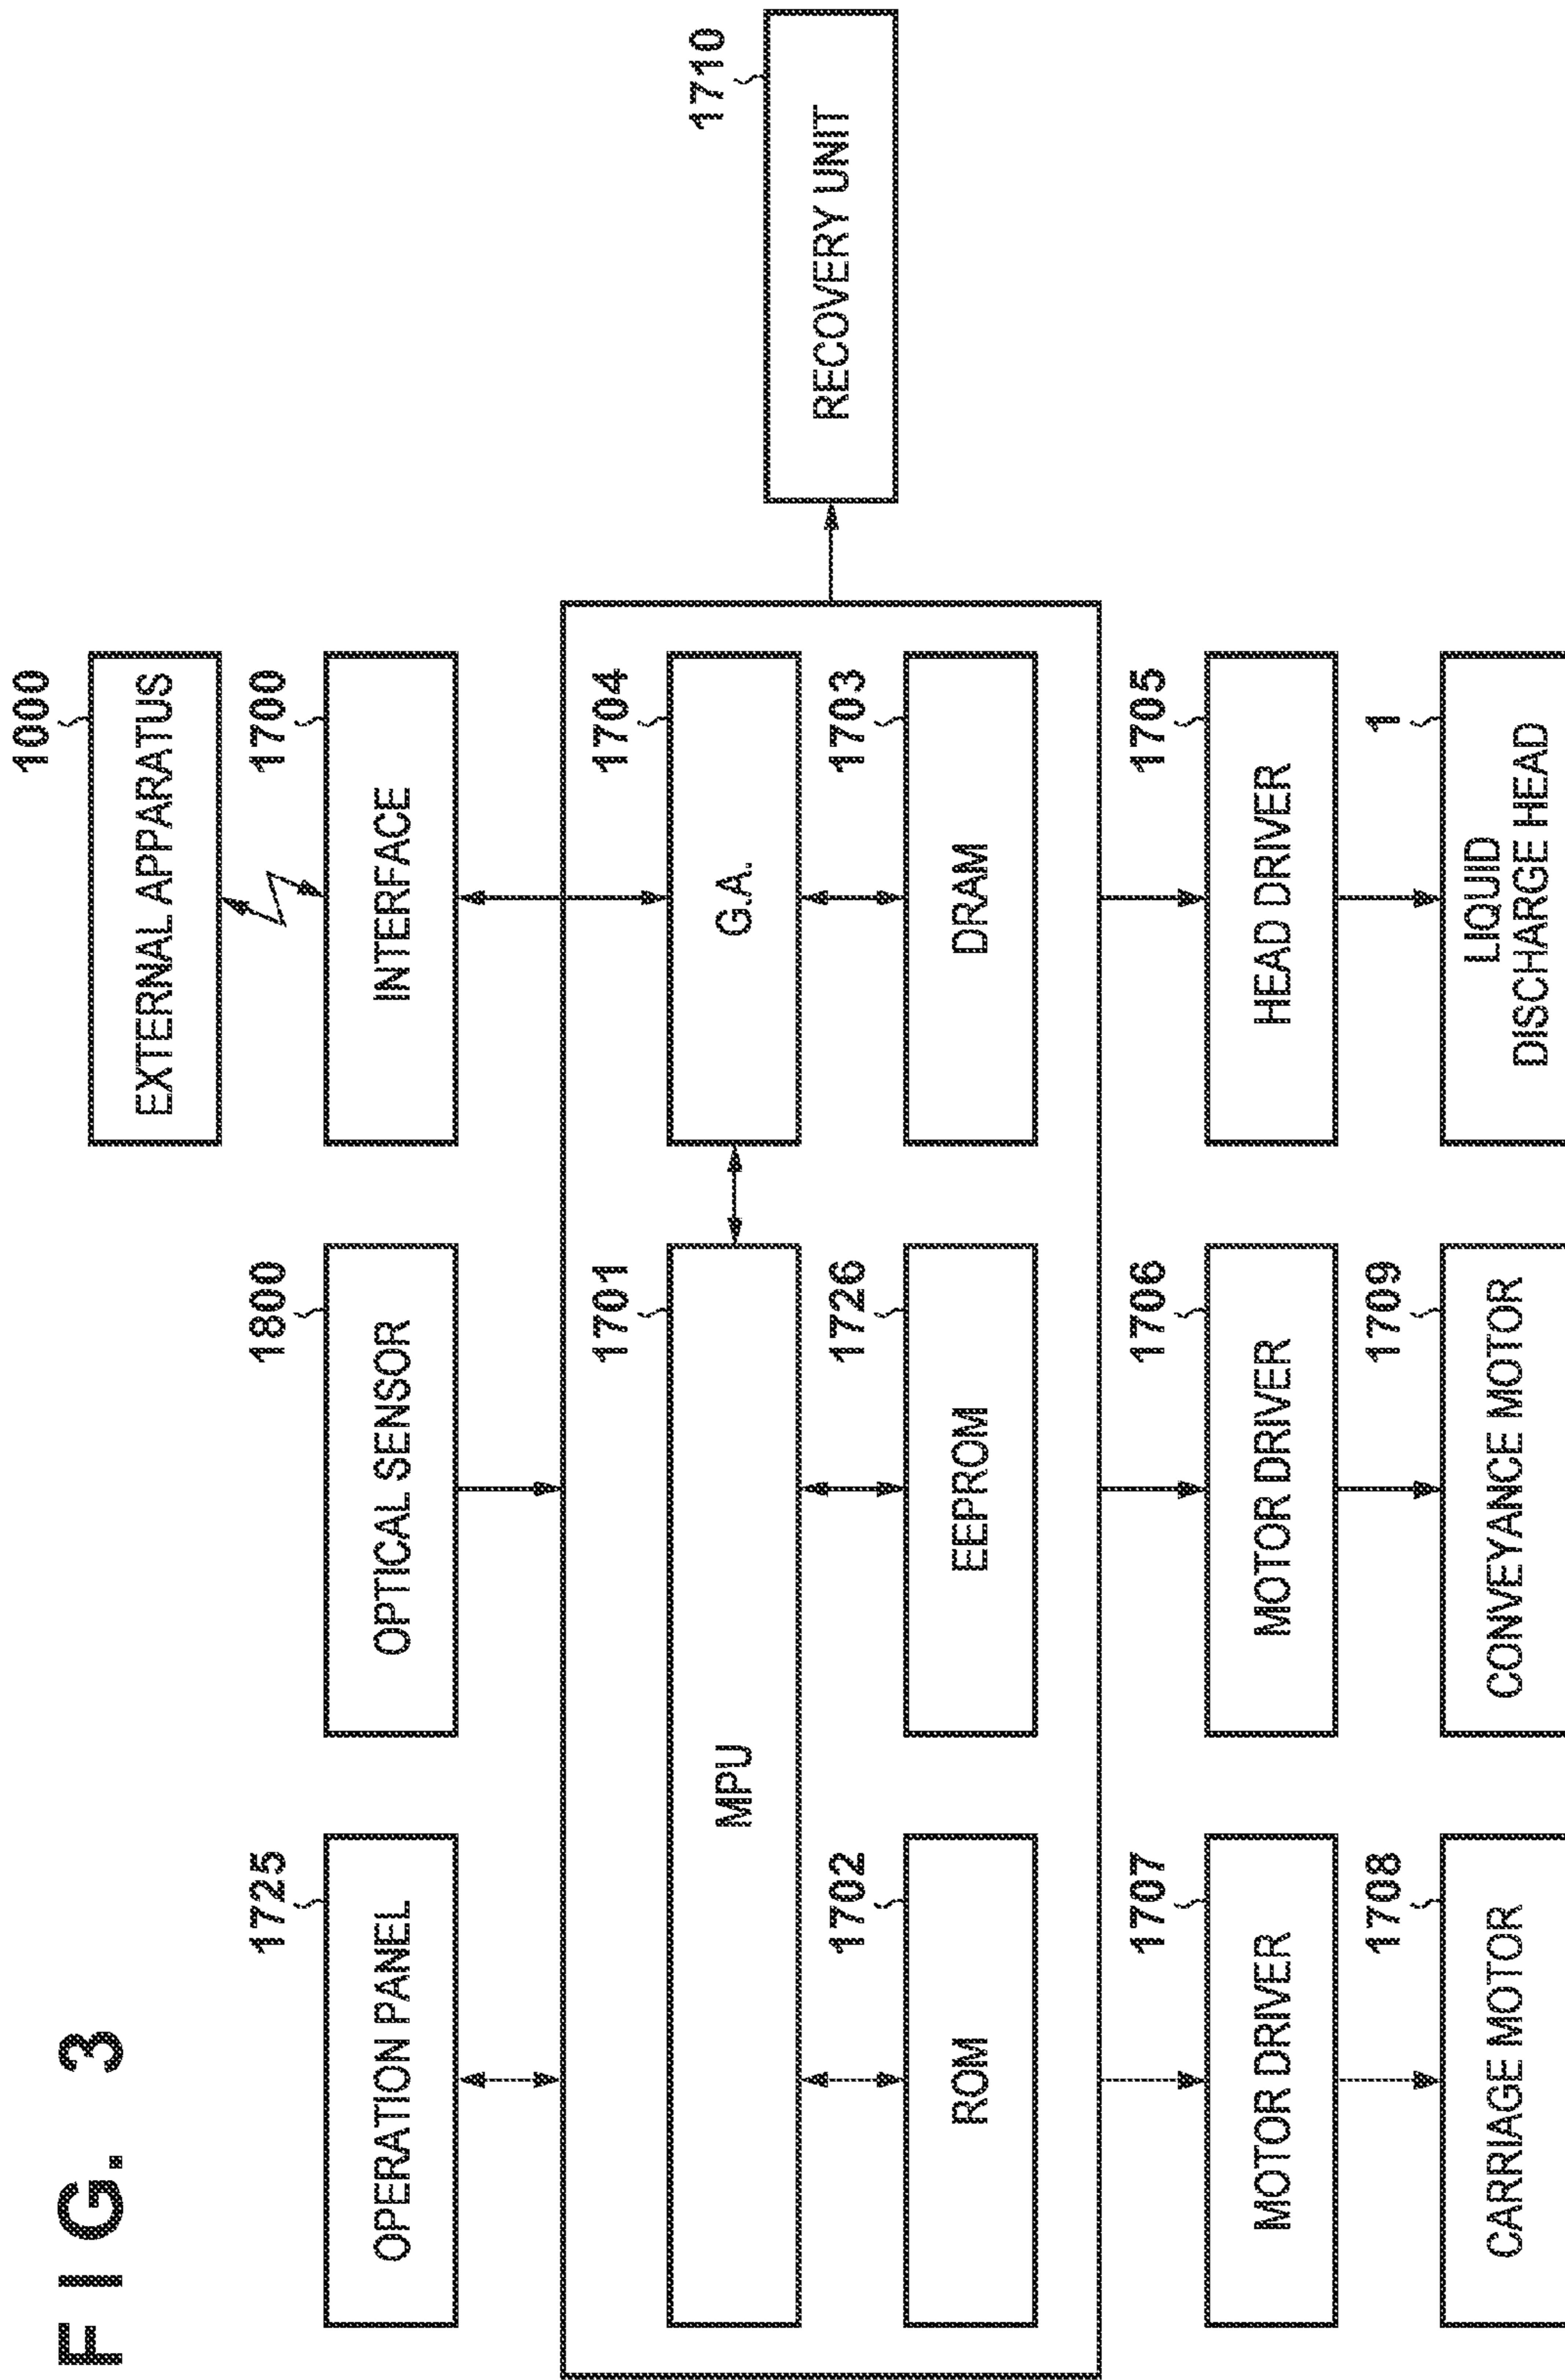 FIG. 3
1000
EXTERNAL APPARATUS
1725
OPERATION PANEL
1800
OPTICAL SENSOR
1700
INTERFACE
1701
MPU
1704
G.A.
1710
RECOVERY UNIT
1702
ROM
1726
EEPROM
1703
DRAM
1707
MOTOR DRIVER
1706
MOTOR DRIVER
1705
HEAD DRIVER
1708
CARRIAGE MOTOR
1709
CONVEYANCE MOTOR
1
LIQUID
DISCHARGE HEAD